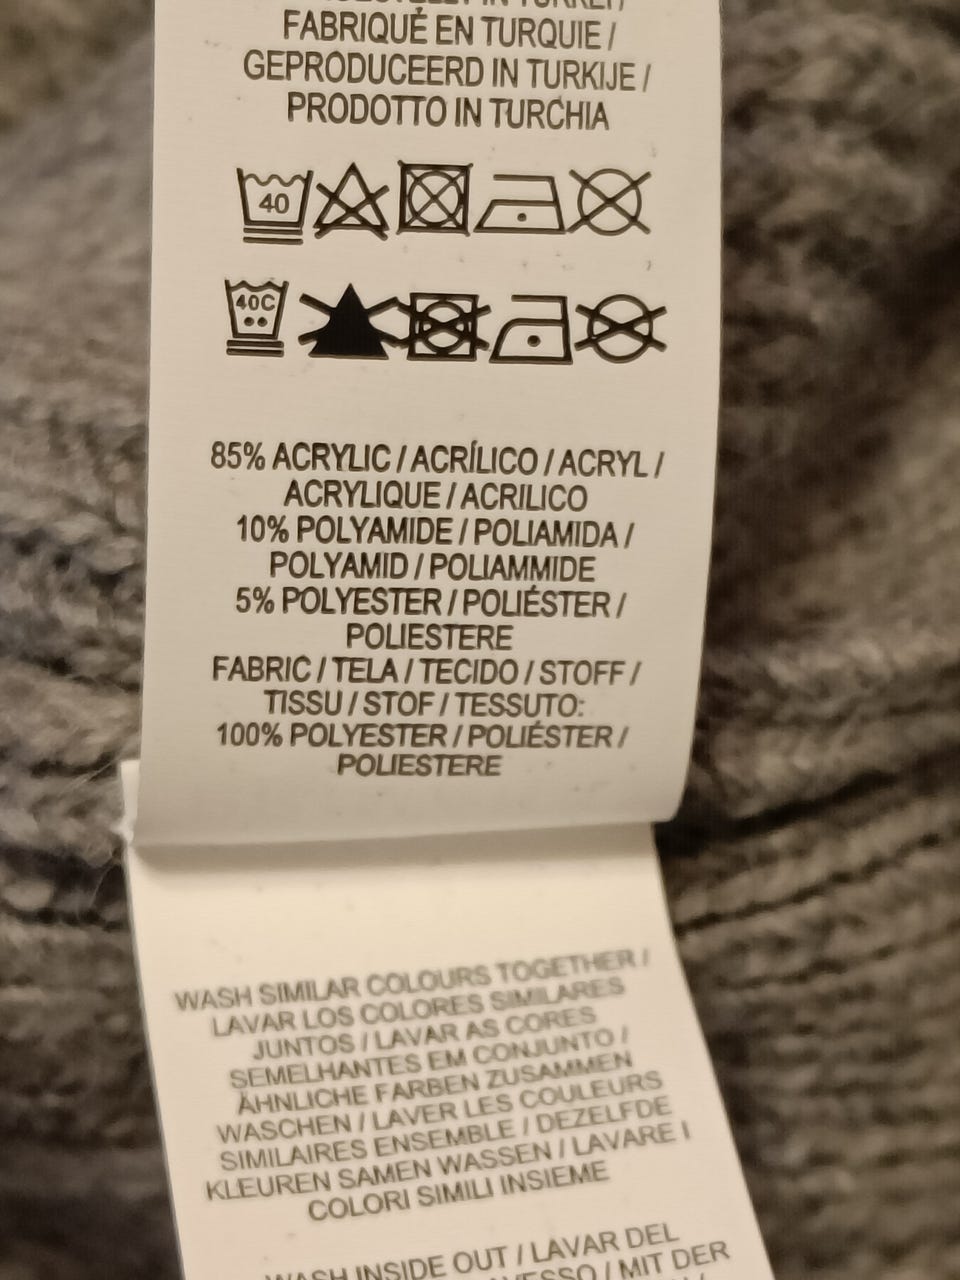 FABRIQUÉ EN TURQUIE /
GEPRODUCEERD IN TURKIJE /
PRODOTTO IN TURCHIA
40
40C
85% ACRYLIC / ACRÍLICO / ACRYL /
ACRYLIQUE / ACRILICO
10% POLYAMIDE / POLIAMIDA /
POLYAMID / POLIAMMIDE
5% POLYESTER / POLIÉSTER /
POLIESTERE
FABRIC / TELA / TECIDO / STOFF /
TISSU / STOF / TESSUTO:
100% POLYESTER / POLIÉSTER /
POLIESTERE
WASH SIMILAR COLOURS TOGETHER /
LAVAR LOS COLORES SIMILARES
JUNTOS / LAVAR AS CORES
SEMELHANTES EM CONJUNTO /
ÄHNLICHE FARBEN ZUSAMMEN
WASCHEN / LAVER LES COULEURS
SIMILAIRES ENSEMBLE / DEZELFDE
KLEUREN SAMEN WASSEN / LAVARE I
COLORI SIMILI INSIEME
WASH INSIDE OUT / LAVAR DEL
/ MIT DER